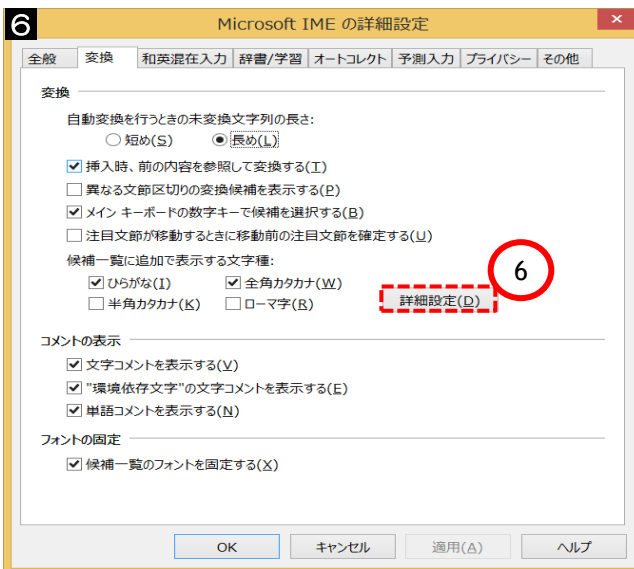 6
Microsoft IME の詳細設定
全般 変換 和英混在入力 辞書/学習 オートコレクト 予測入力 プライバシー その他
変換
自動変換を行うときの未変換文字列の長さ:
短め(S) 長め(L)
挿入時、前の内容を参照して変換する(T)
異なる文節区切りの変換候補を表示する(P)
メイン キーボードの数字キーで候補を選択する(B)
注目文節が移動するときに移動前の注目文節を確定する(U)
候補一覧に追加で表示する文字種:
6
ひらがな(I) 全角カタカナ(W)
半角カタカナ(K) ローマ字(R) 詳細設定(D)
コメントの表示
文字コメントを表示する(V)
"環境依存文字"の文字コメントを表示する(E)
単語コメントを表示する(N)
フォントの固定
候補一覧のフォントを固定する(X)
OK キャンセル 適用(A) ヘルプ